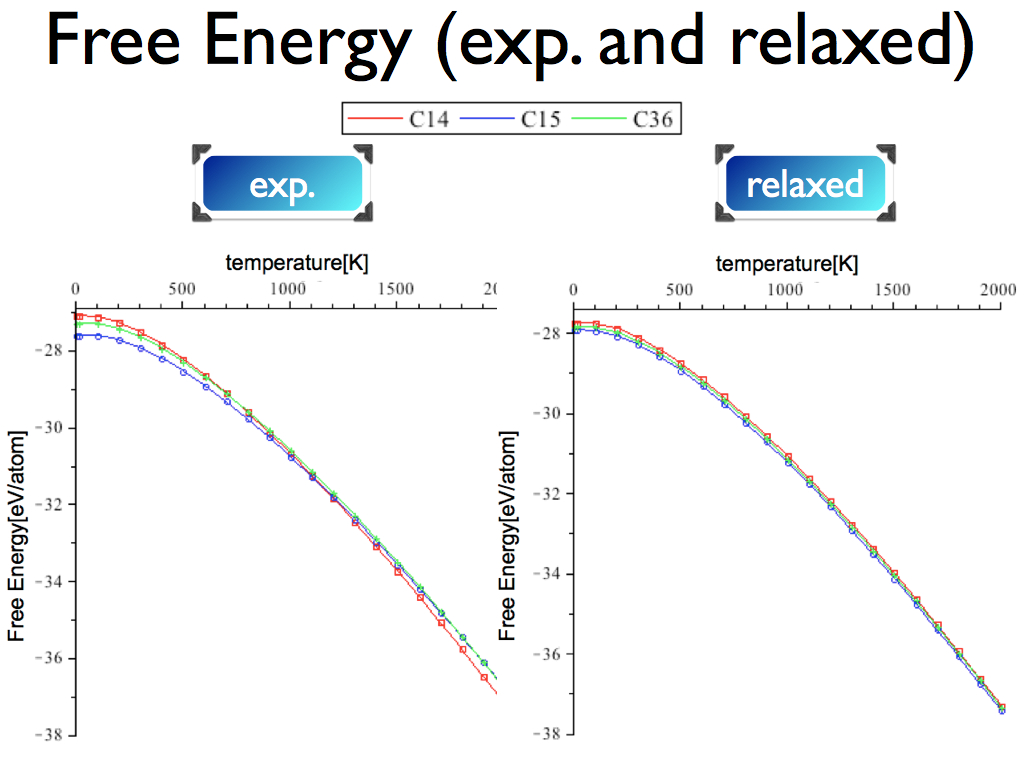 Free Energy (exp. and relaxed)
C14 C15 C36
exp.
relaxed
temperature[K]
0 500 1000 1500 20
Free Energy[eV/atom]
-28
-30
-32
-34
-36
-38
temperature[K]
0 500 1000 1500 2000
Free Energy[eV/atom]
-28
-30
-32
-34
-36
-38